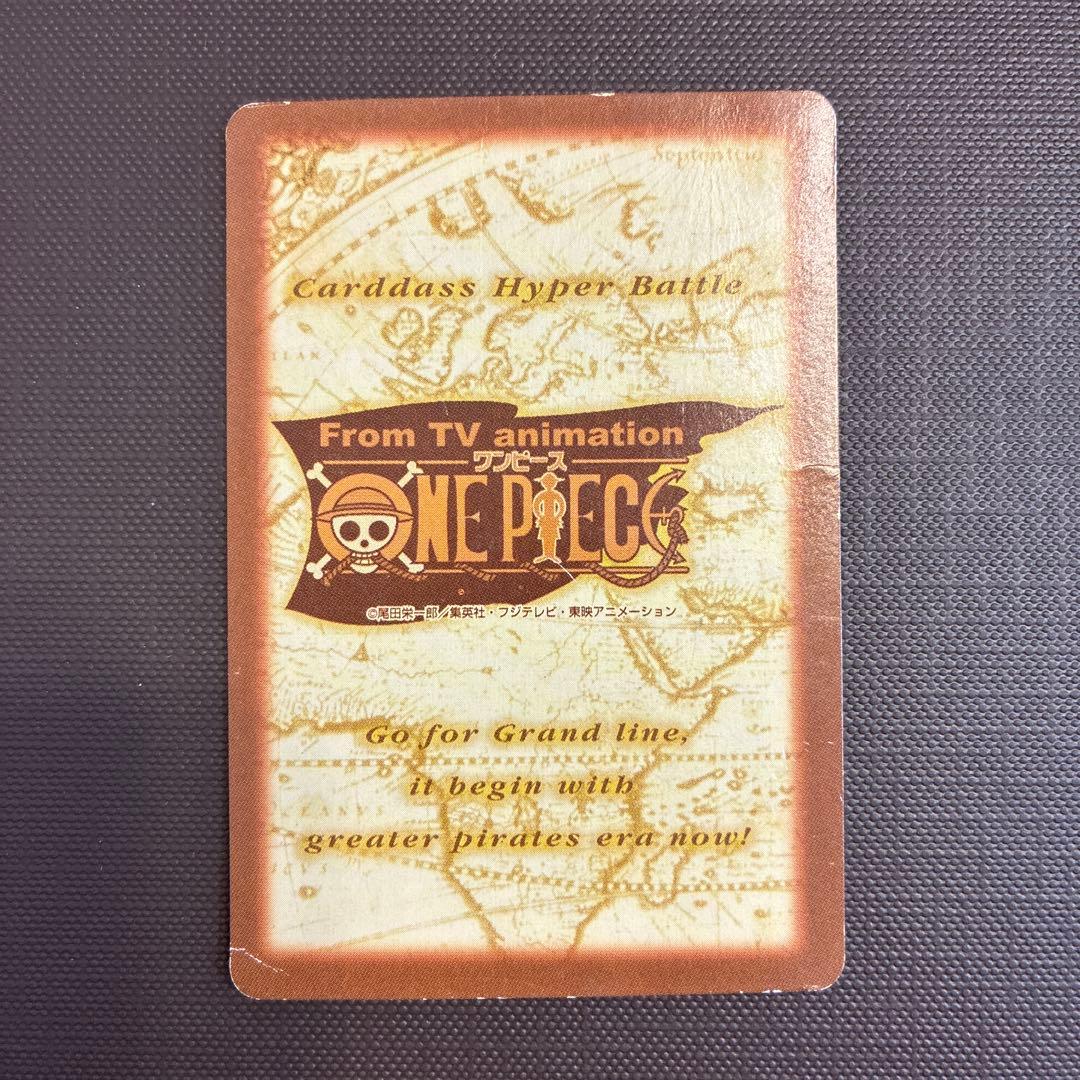 Carddass Hyper Battle
From TV animation
ワンピース
ONE PIECE
©尾田栄一郎/集英社・フジテレビ・東映アニメーション
Go for Grand line,
it begin with
greater pirates era now!